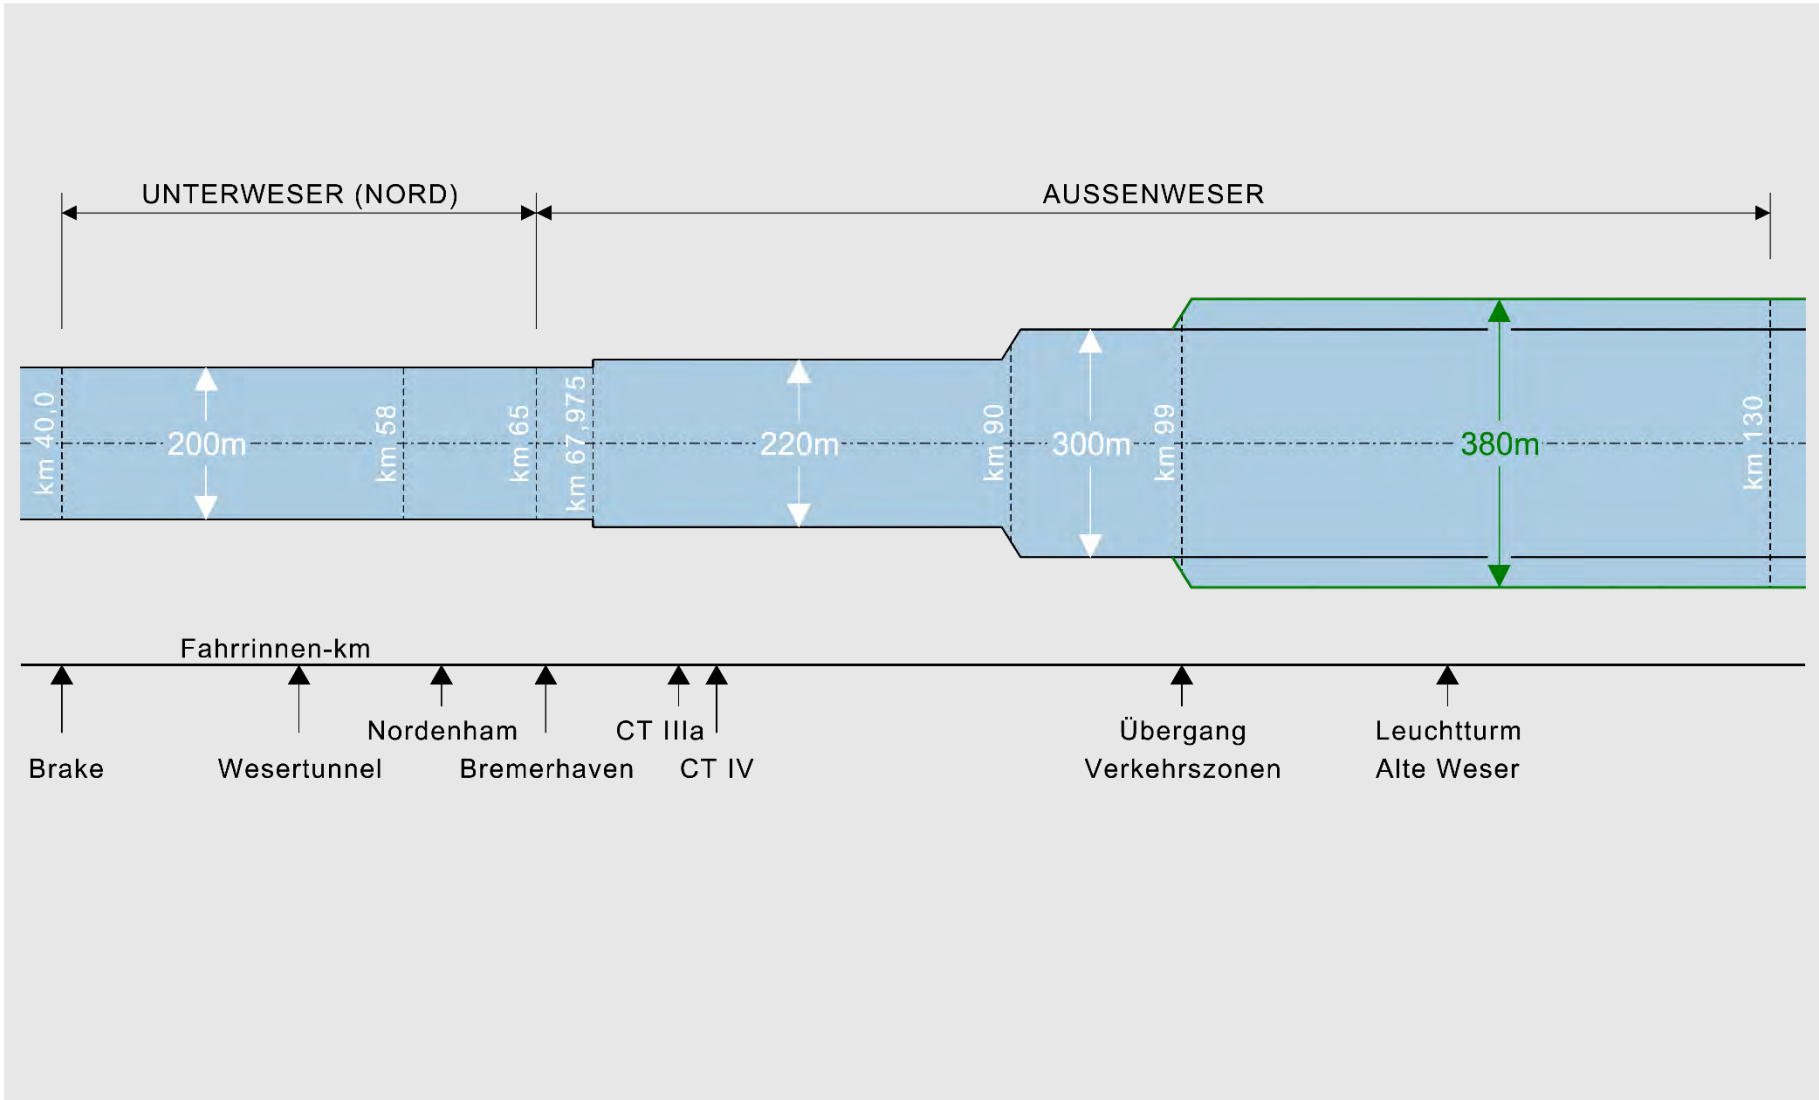 UNTERWESER (NORD)
AUSSENWESER
km 40,0
200m
km 58
km 65
km 67,975
220m
km 90
300m
km 99
380m
km 130
Fahrrinnen-km
Nordenham
CT IIIa
Übergang
Leuchtturm
Brake
Wesertunnel
Bremerhaven
CT IV
Verkehrszonen
Alte Weser